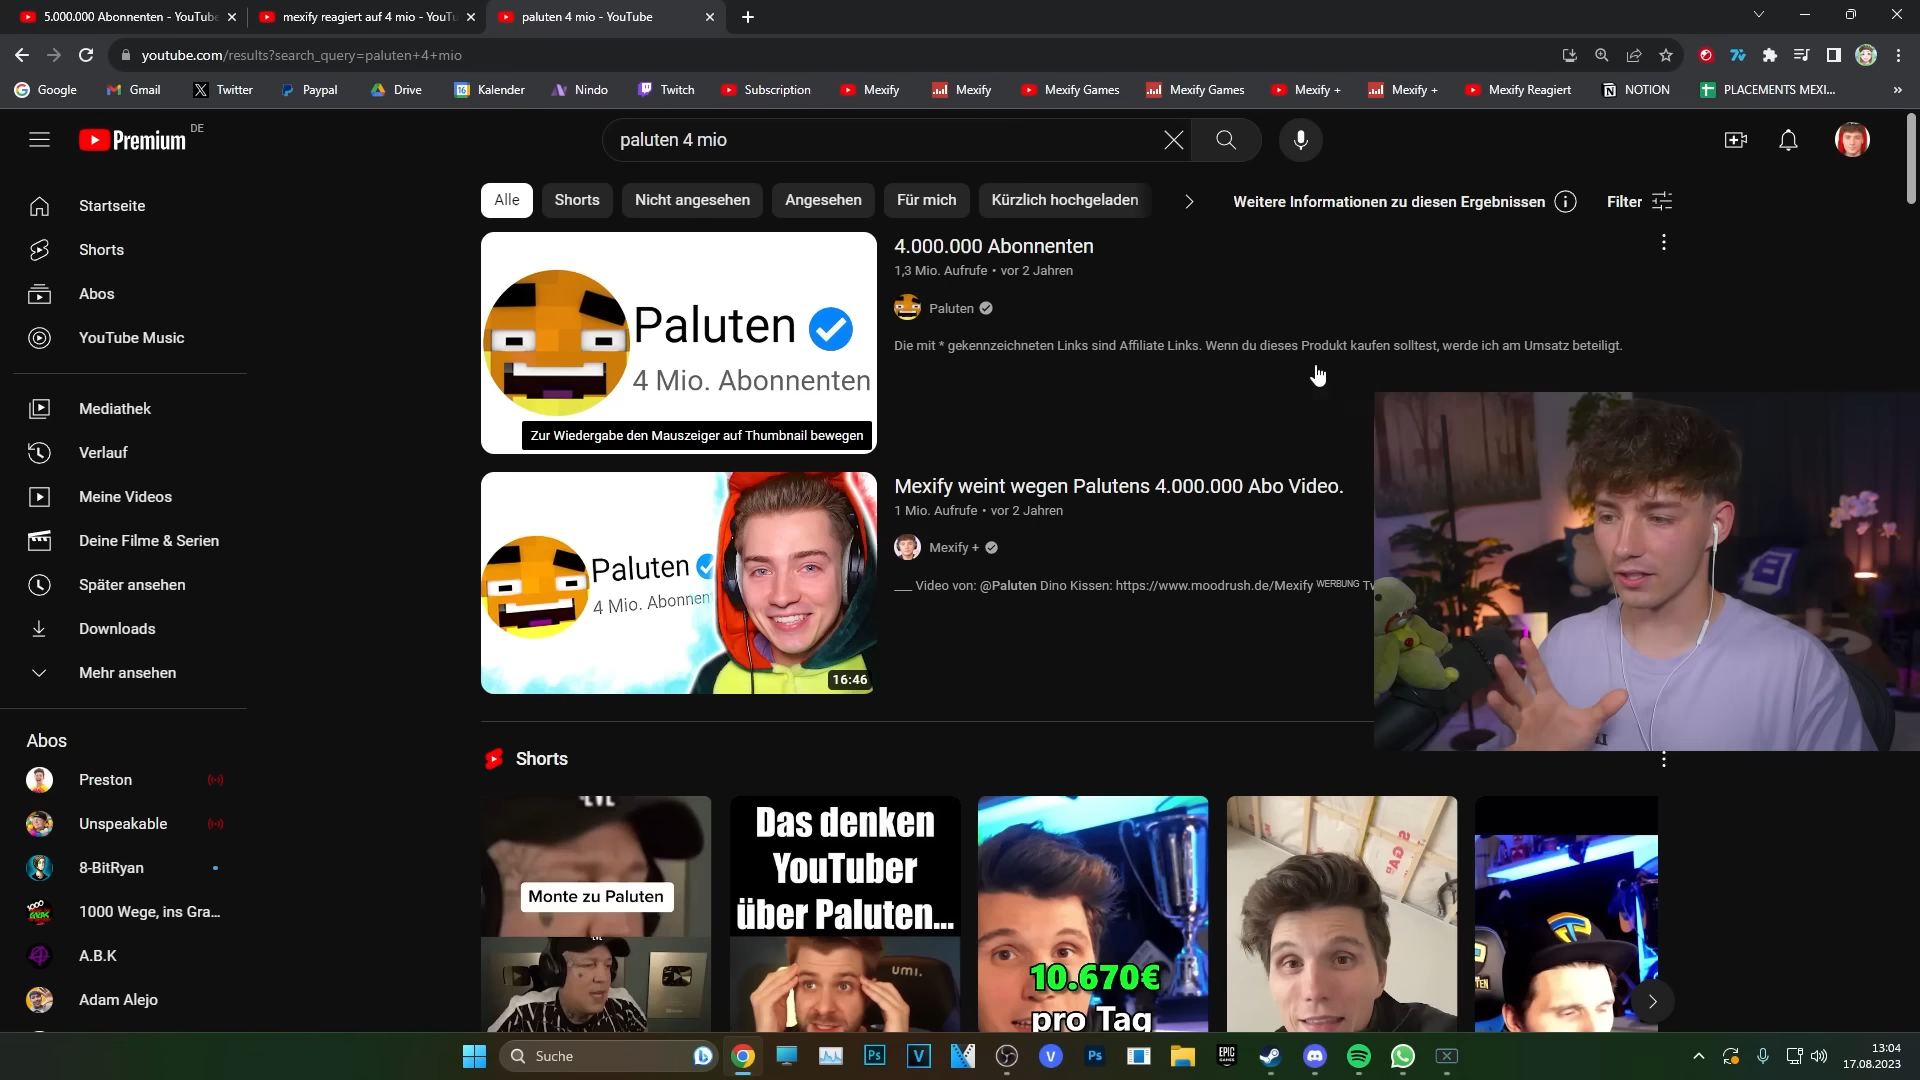 5.000.000 Abonnenten - YouTube
mexify reagiert auf 4 mio - YouTu
paluten 4 mio - YouTube
youtube.com/results?search_query=paluten+4+mio
Google
Gmail
Twitter
Paypal
Drive
16
Kalender
Nindo
Twitch
Subscription
Mexify
Mexify
Mexify Games
Mexify Games
Mexify +
Mexify +
Mexify Reagiert
NOTION
PLACEMENTS MEXI...
Premium DE
paluten 4 mio
Alle
Shorts
Nicht angesehen
Angesehen
Für mich
Kürzlich hochgeladen
Weitere Informationen zu diesen Ergebnissen
Filter
Startseite
Shorts
Abos
YouTube Music
Mediathek
Verlauf
Meine Videos
Deine Filme & Serien
Später ansehen
Downloads
Mehr ansehen
Abos
Preston
Unspeakable
8-BitRyan
1000 Wege, ins Gra...
A.B.K
Adam Alejo
Paluten
4 Mio. Abonnenten
Zur Wiedergabe den Mauszeiger auf Thumbnail bewegen
4.000.000 Abonnenten
1,3 Mio. Aufrufe • vor 2 Jahren
Paluten
Die mit * gekennzeichneten Links sind Affiliate Links. Wenn du dieses Produkt kaufen solltest, werde ich am Umsatz beteiligt.
Paluten
4 Mio. Abonnen
16:46
Mexify weint wegen Palutens 4.000.000 Abo Video.
1 Mio. Aufrufe • vor 2 Jahren
Mexify +
___ Video von: @Paluten Dino Kissen: https://www.moodrush.de/Mexify WERBUNG Tw
Shorts
Monte zu Paluten
Das denken
YouTuber
über Paluten...
UMI.
10.670€
pro Tag
Suche
Ps
V
V
Ps
EPIC
GAMES
13:04
17.08.2023